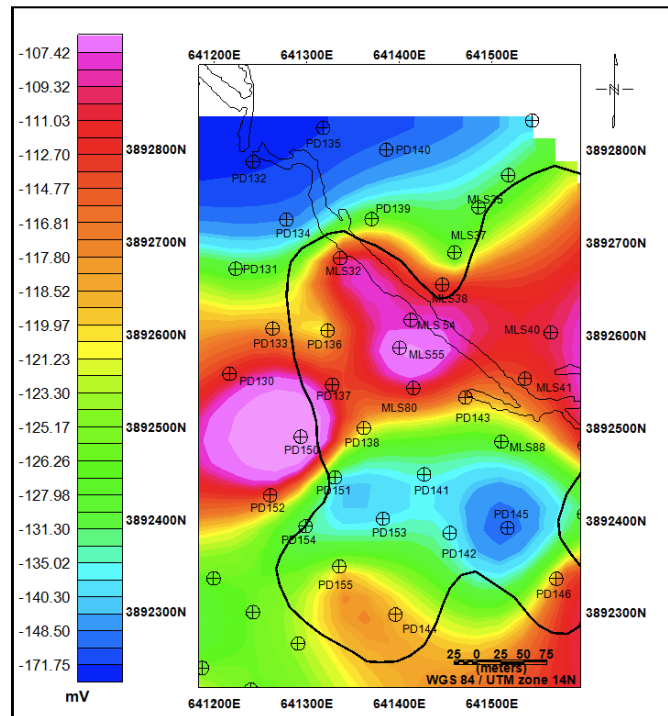 641200E 641300E 641400E 641500E
N
-107.42
-109.32
-111.03
-112.70
-114.77
-116.81
-117.80
-118.52
-119.97
-121.23
-123.30
-125.17
-126.26
-127.98
-131.30
-135.02
-140.30
-148.50
-171.75
mV
3892800N
3892700N
3892600N
3892500N
3892400N
3892300N
PD135
PD140
PD132
MLS35
PD139
PD134
MLS37
PD131
MLS32
MLS38
MLS54
MLS40
PD133
PD136
MLS55
PD130
MLS41
PD137
MLS80
PD143
PD138
PD150
MLS88
PD151
PD141
PD152
PD145
PD154
PD153
PD142
PD155
PD146
PD144
3892800N
3892700N
3892600N
3892500N
3892400N
3892300N
25 0 25 50 75
(meters)
WGS 84 / UTM zone 14N
641200E 641300E 641400E 641500E